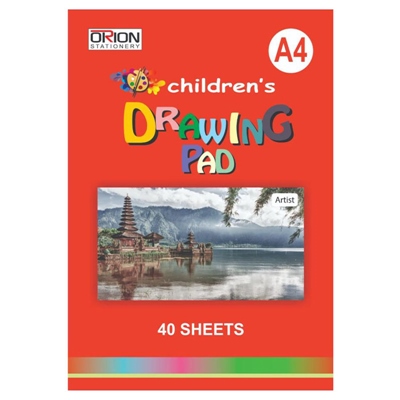 ORION
STATIONERY
A4
children's
DRAWING
PAD
Artist
40 SHEETS